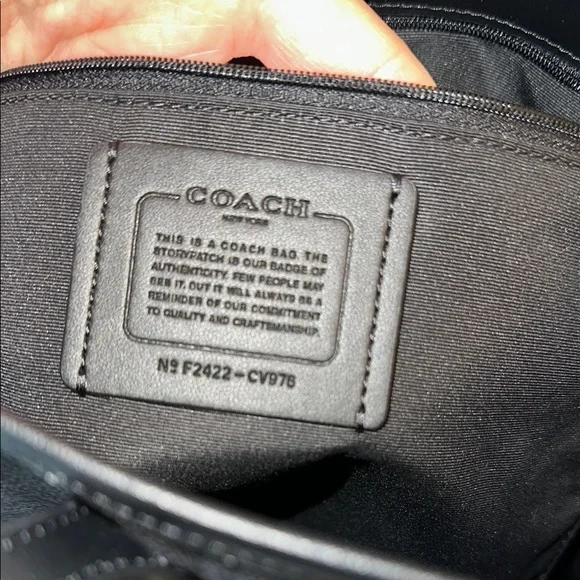 COACH
NEW YORK
THIS IS A COACH BAG. THE
STORYPATCH IS OUR BADGE OF
AUTHENTICITY. FEW PEOPLE MAY
SEE IT, BUT IT WILL ALWAYS BE A
REMINDER OF OUR COMMITMENT
TO QUALITY AND CRAFTSMANSHIP.
Nº F2422-CV976